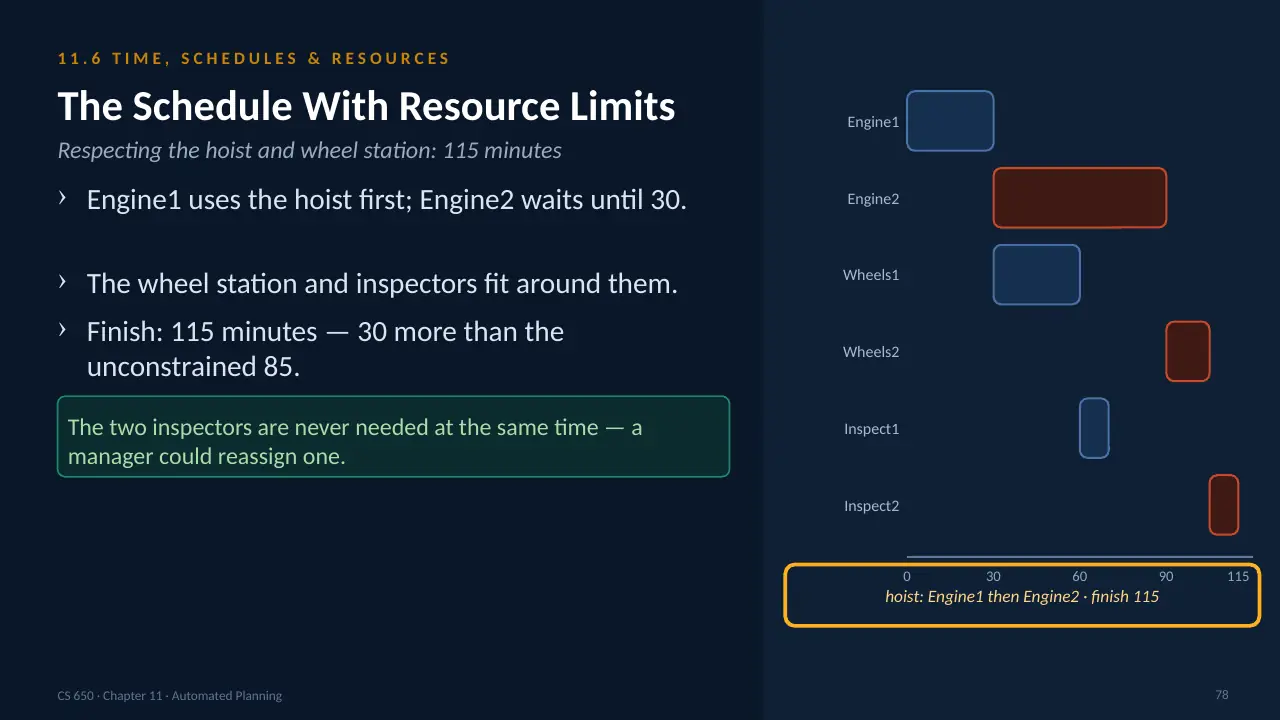 11.6 TIME, SCHEDULES & RESOURCES
The Schedule With Resource Limits
Respecting the hoist and wheel station: 115 minutes
› Engine1 uses the hoist first; Engine2 waits until 30.
› The wheel station and inspectors fit around them.
› Finish: 115 minutes — 30 more than the
unconstrained 85.
The two inspectors are never needed at the same time — a
manager could reassign one.
Engine1
Engine2
Wheels1
Wheels2
Inspect1
Inspect2
0 30 60 90 115
hoist: Engine1 then Engine2 · finish 115
CS 650 · Chapter 11 · Automated Planning
78